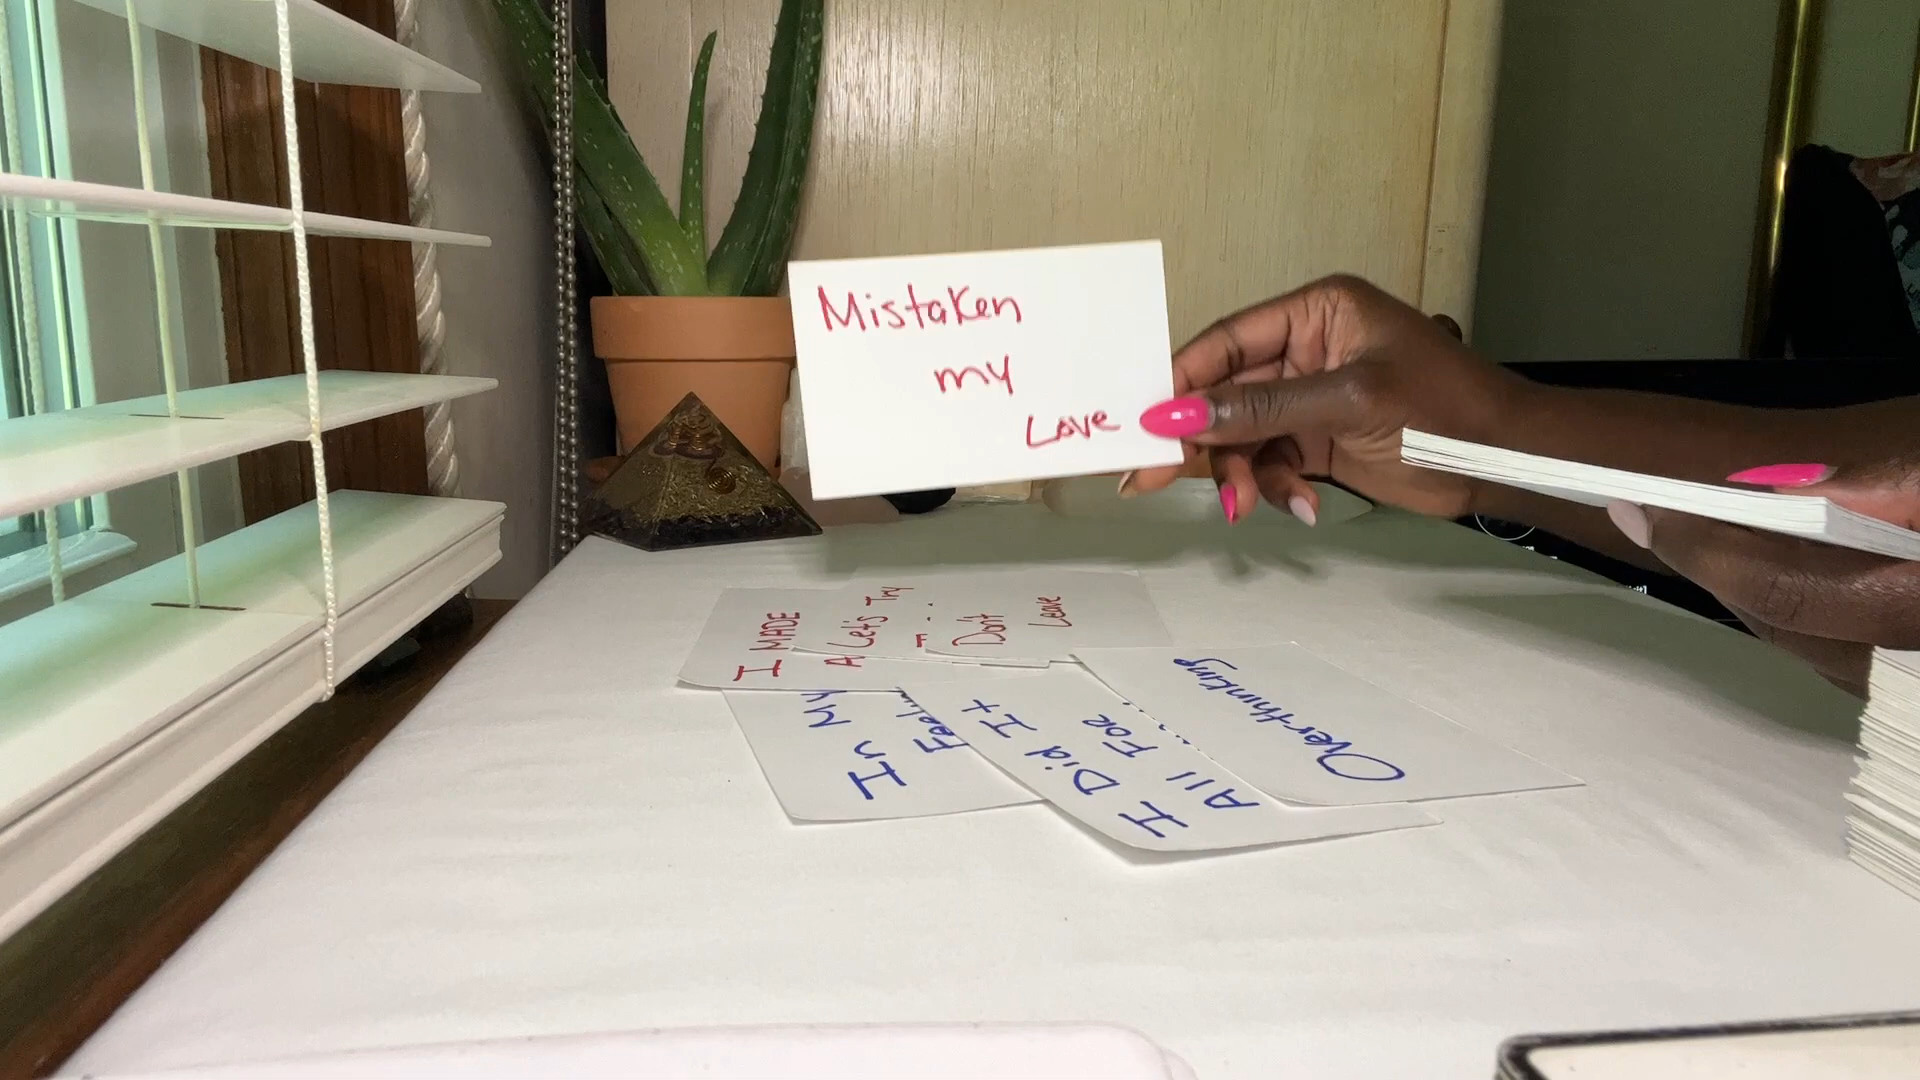 Mistaken
my
Love
I MADE
A
Let's Try
Don't
Leave
In My
I Did It
All For
Overthinking